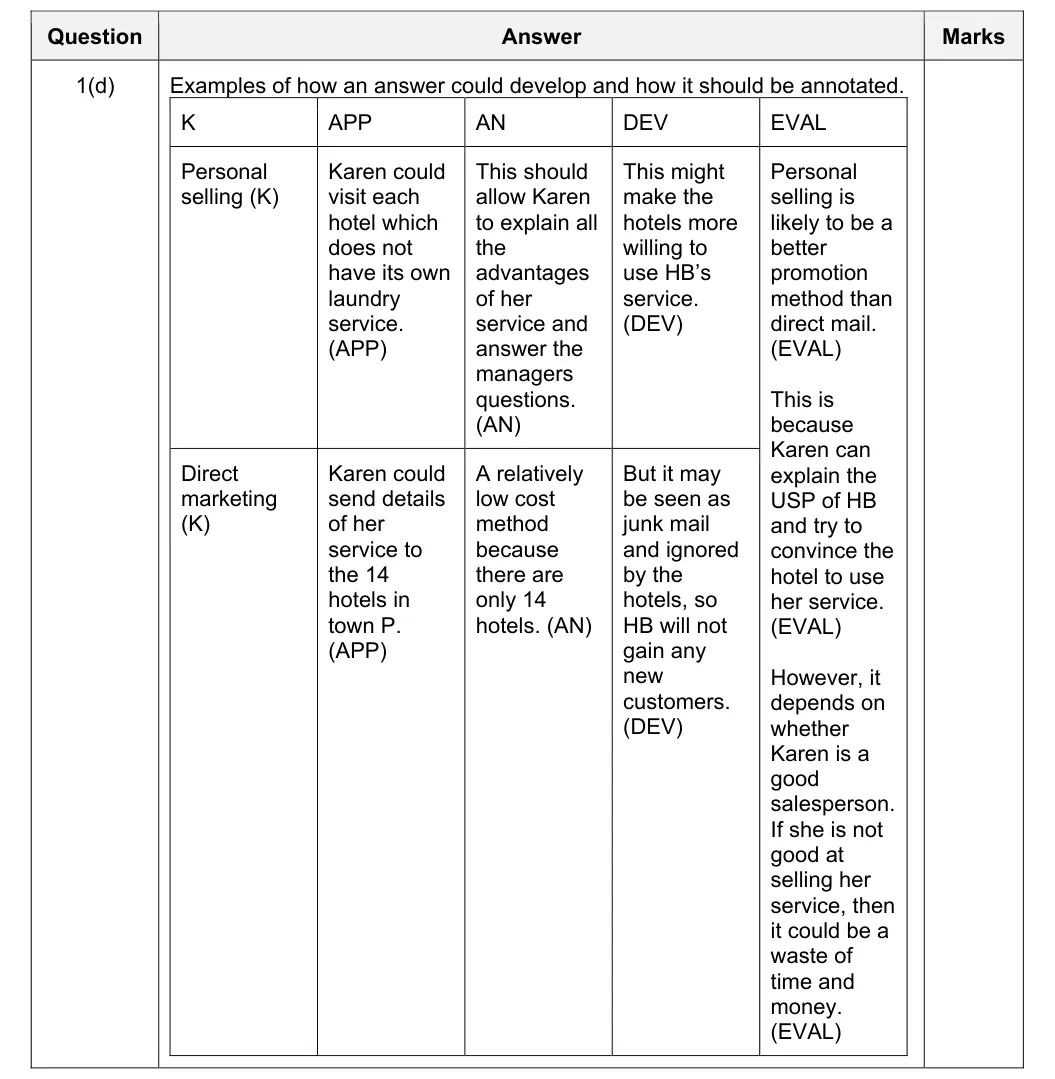 Question Answer Marks
1(d) Examples of how an answer could develop and how it should be annotated.
K APP AN DEV EVAL
Personal
selling (K)
Karen could
visit each
hotel which
does not
have its own
laundry
service.
(APP)
This should
allow Karen
to explain all
the
advantages
of her
service and
answer the
managers
questions.
(AN)
This might
make the
hotels more
willing to
use HB’s
service.
(DEV)
Personal
selling is
likely to be a
better
promotion
method than
direct mail.
(EVAL)
This is
because
Karen can
explain the
USP of HB
and try to
convince the
hotel to use
her service.
(EVAL)
However, it
depends on
whether
Karen is a
good
salesperson.
If she is not
good at
selling her
service, then
it could be a
waste of
time and
money.
(EVAL)
Direct
marketing
(K)
Karen could
send details
of her
service to
the 14
hotels in
town P.
(APP)
A relatively
low cost
method
because
there are
only 14
hotels. (AN)
But it may
be seen as
junk mail
and ignored
by the
hotels, so
HB will not
gain any
new
customers.
(DEV)